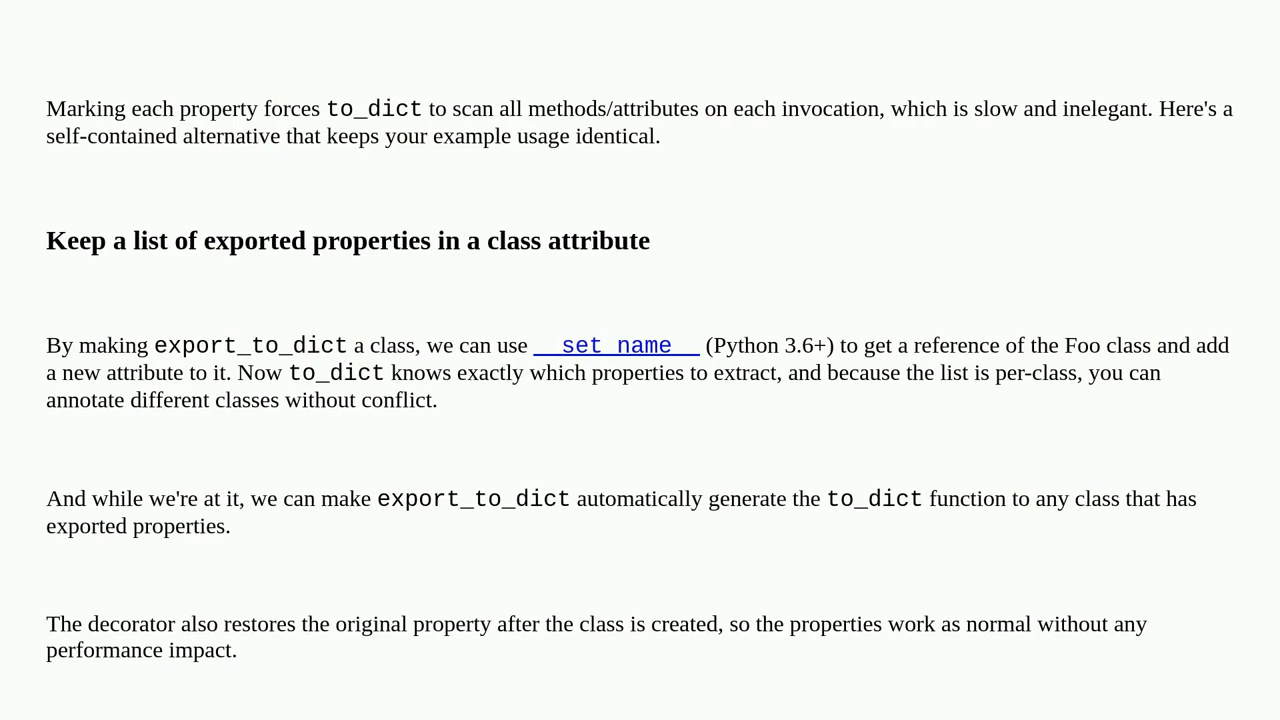 Marking each property forces to_dict to scan all methods/attributes on each invocation, which is slow and inelegant. Here's a
self-contained alternative that keeps your example usage identical.
Keep a list of exported properties in a class attribute
By making export_to_dict a class, we can use __set_name__ (Python 3.6+) to get a reference of the Foo class and add
a new attribute to it. Now to_dict knows exactly which properties to extract, and because the list is per-class, you can
annotate different classes without conflict.
And while we're at it, we can make export_to_dict automatically generate the to_dict function to any class that has
exported properties.
The decorator also restores the original property after the class is created, so the properties work as normal without any
performance impact.